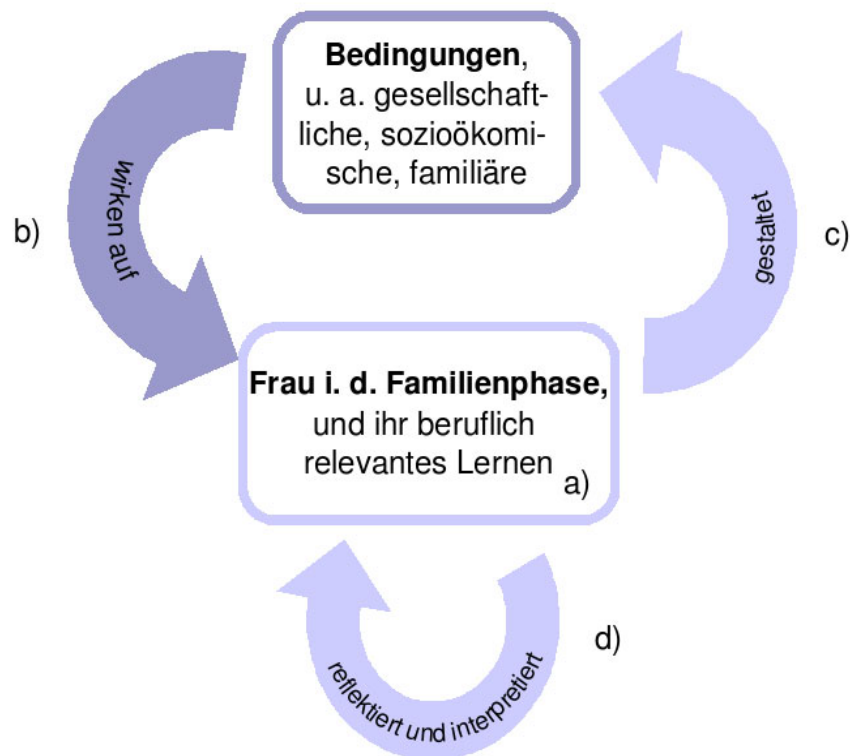 Bedingungen,
u. a. gesellschaft-
liche, sozioökomi-
sche, familiäre
wirken auf
b)
gestaltet
c)
Frau i. d. Familienphase,
und ihr beruflich
relevantes Lernen
a)
reflektiert und interpretiert
d)